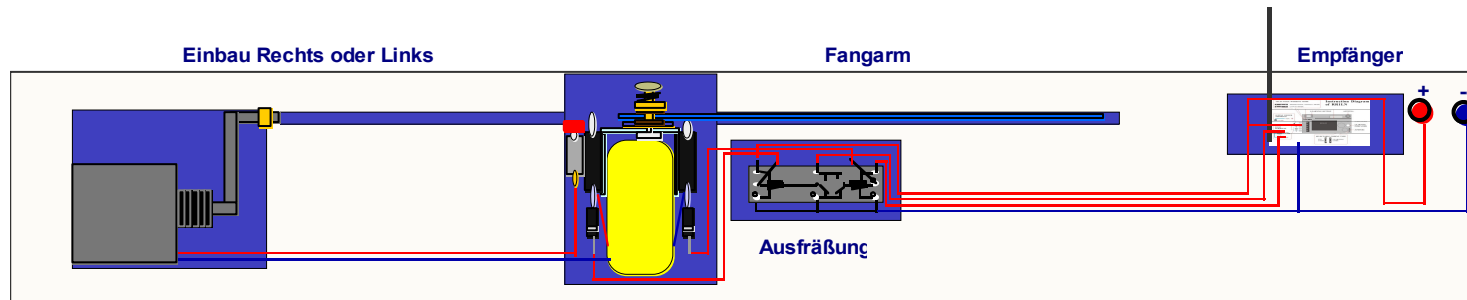 Einbau Rechts oder Links
Fangarm
Empfänger
+ -
Ausfräßung